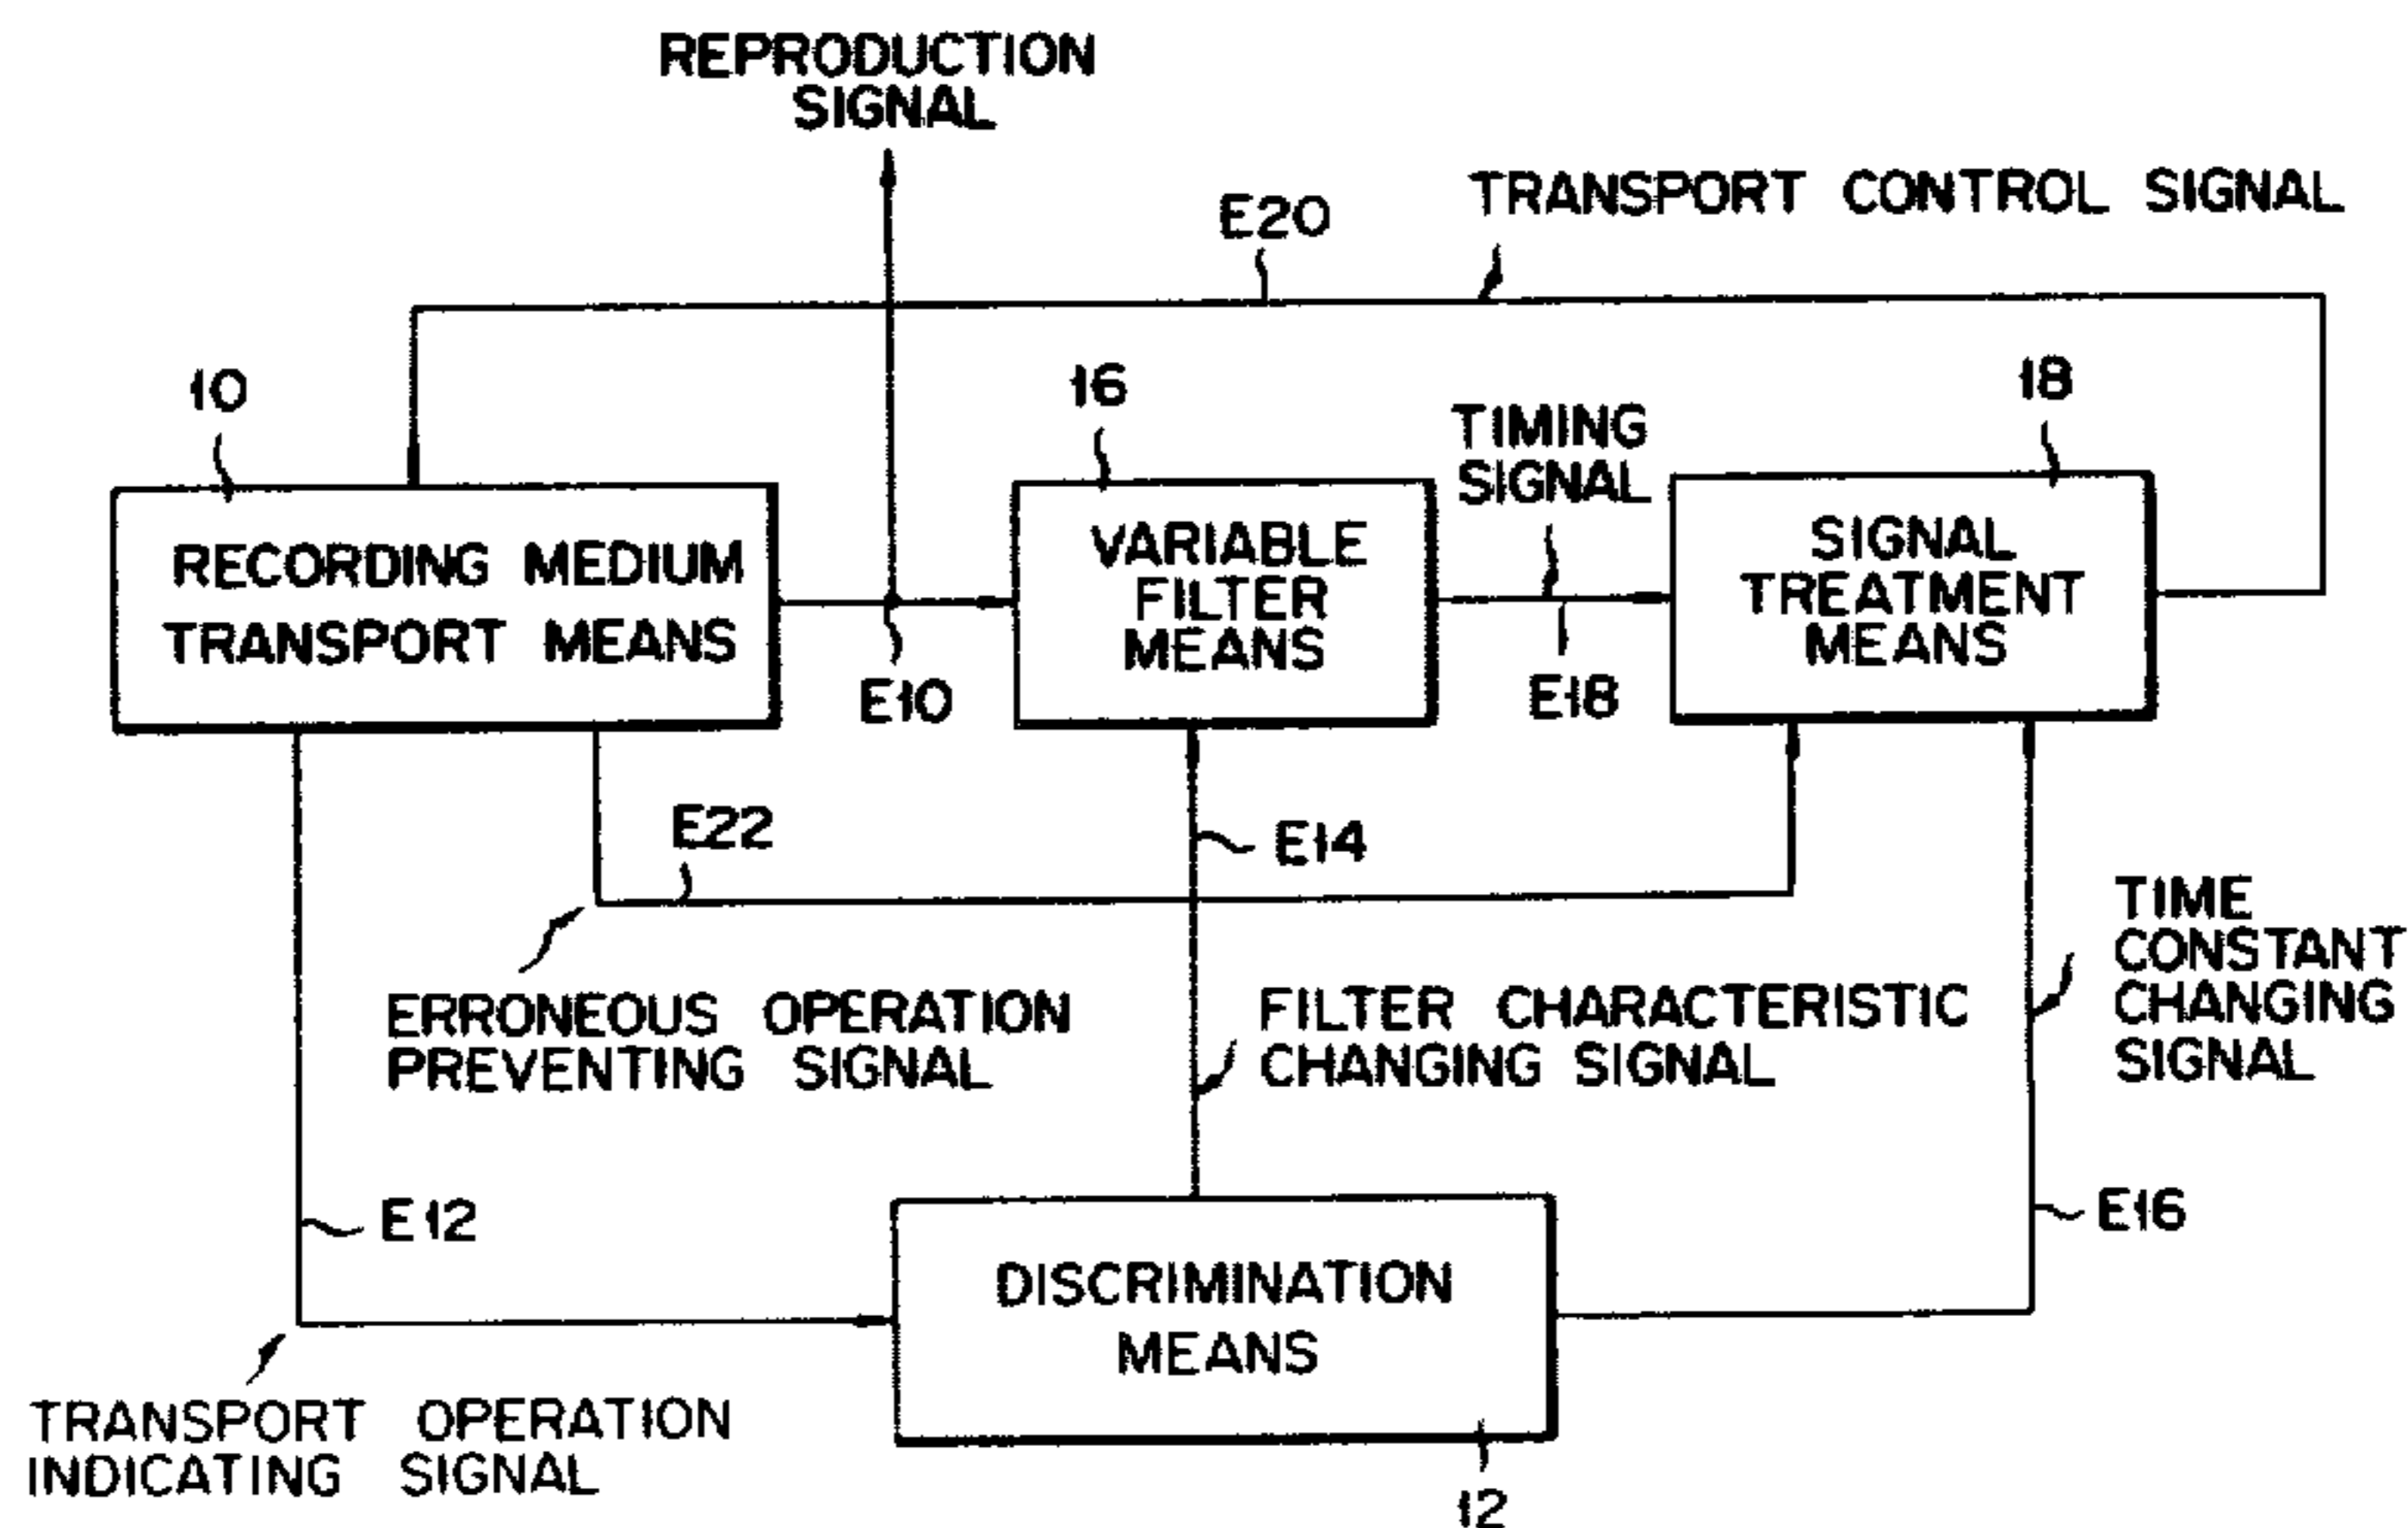 REPRODUCTION
SIGNAL
E20
TRANSPORT CONTROL SIGNAL
10
16
TIMING
SIGNAL
18
RECORDING MEDIUM
TRANSPORT MEANS
VARIABLE
FILTER
MEANS
SIGNAL
TREATMENT
MEANS
E10
E18
E22
E14
TIME
CONSTANT
CHANGING
SIGNAL
ERRONEOUS OPERATION
PREVENTING SIGNAL
FILTER CHARACTERISTIC
CHANGING SIGNAL
E12
E16
DISCRIMINATION
MEANS
TRANSPORT OPERATION
INDICATING SIGNAL
12